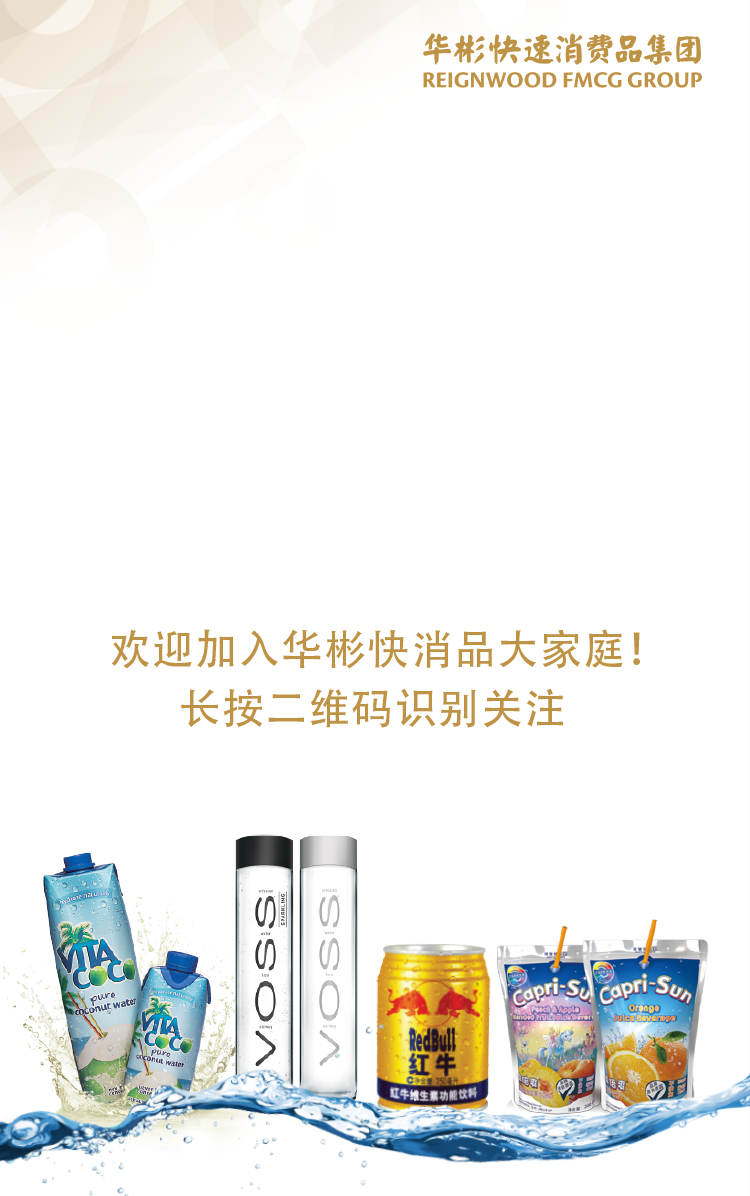 华彬快速消费品集团
REIGNWOOD FMCG GROUP
欢迎加入华彬快消品大家庭!
长按二维码识别关注
VITA
COCO
pure
coconut water
VITA
COCO
pure
coconut water
VOSS
SPARKLING
VOSS
RedBull
红牛
红牛维生素功能饮料
Capri-Sun
Peach & Apple
Capri-Sun
Orange
Juice Beverage